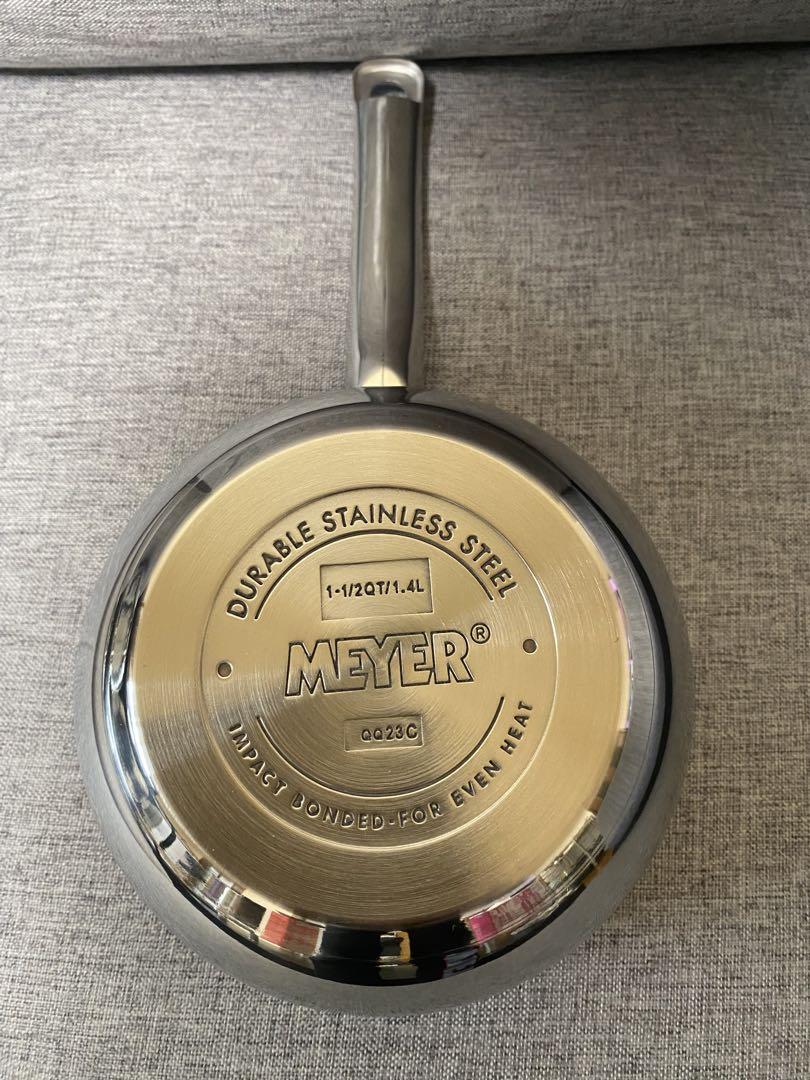 DURABLE STAINLESS STEEL
1-1/2QT/1.4L
MEYER®
QQ23C
IMPACT BONDED-FOR EVEN HEAT